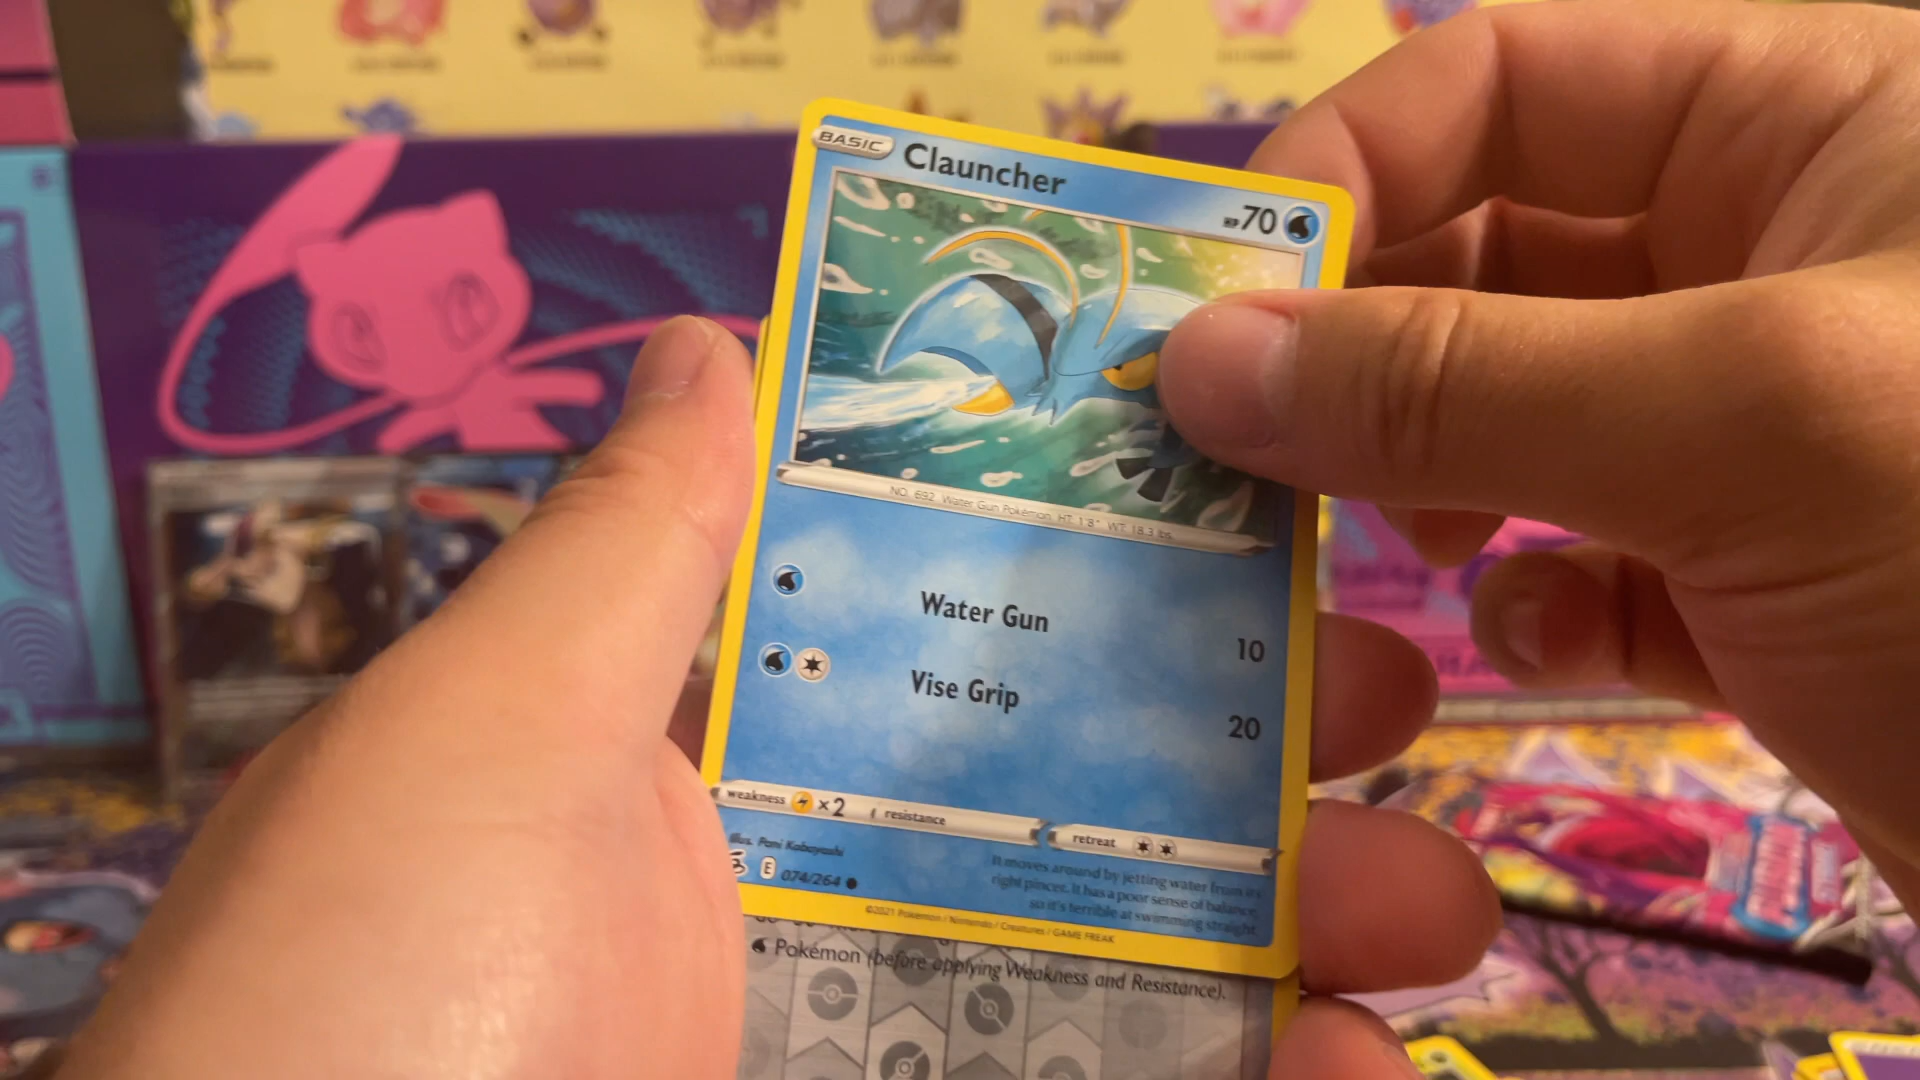 BASIC Clauncher
HP 70
NO. 692 Water Gun Pokémon HT: 1'8" WT: 18.3 lbs.
Water Gun
10
Vise Grip
20
weakness ×2 resistance
retreat
Illus. Pani Kobayashi
E 074/264
It moves around by jetting water from its
right pincer. It has a poor sense of balance,
so it's terrible at swimming straight.
©2021 Pokémon / Nintendo / Creatures / GAME FREAK
Pokémon (before applying Weakness and Resistance).